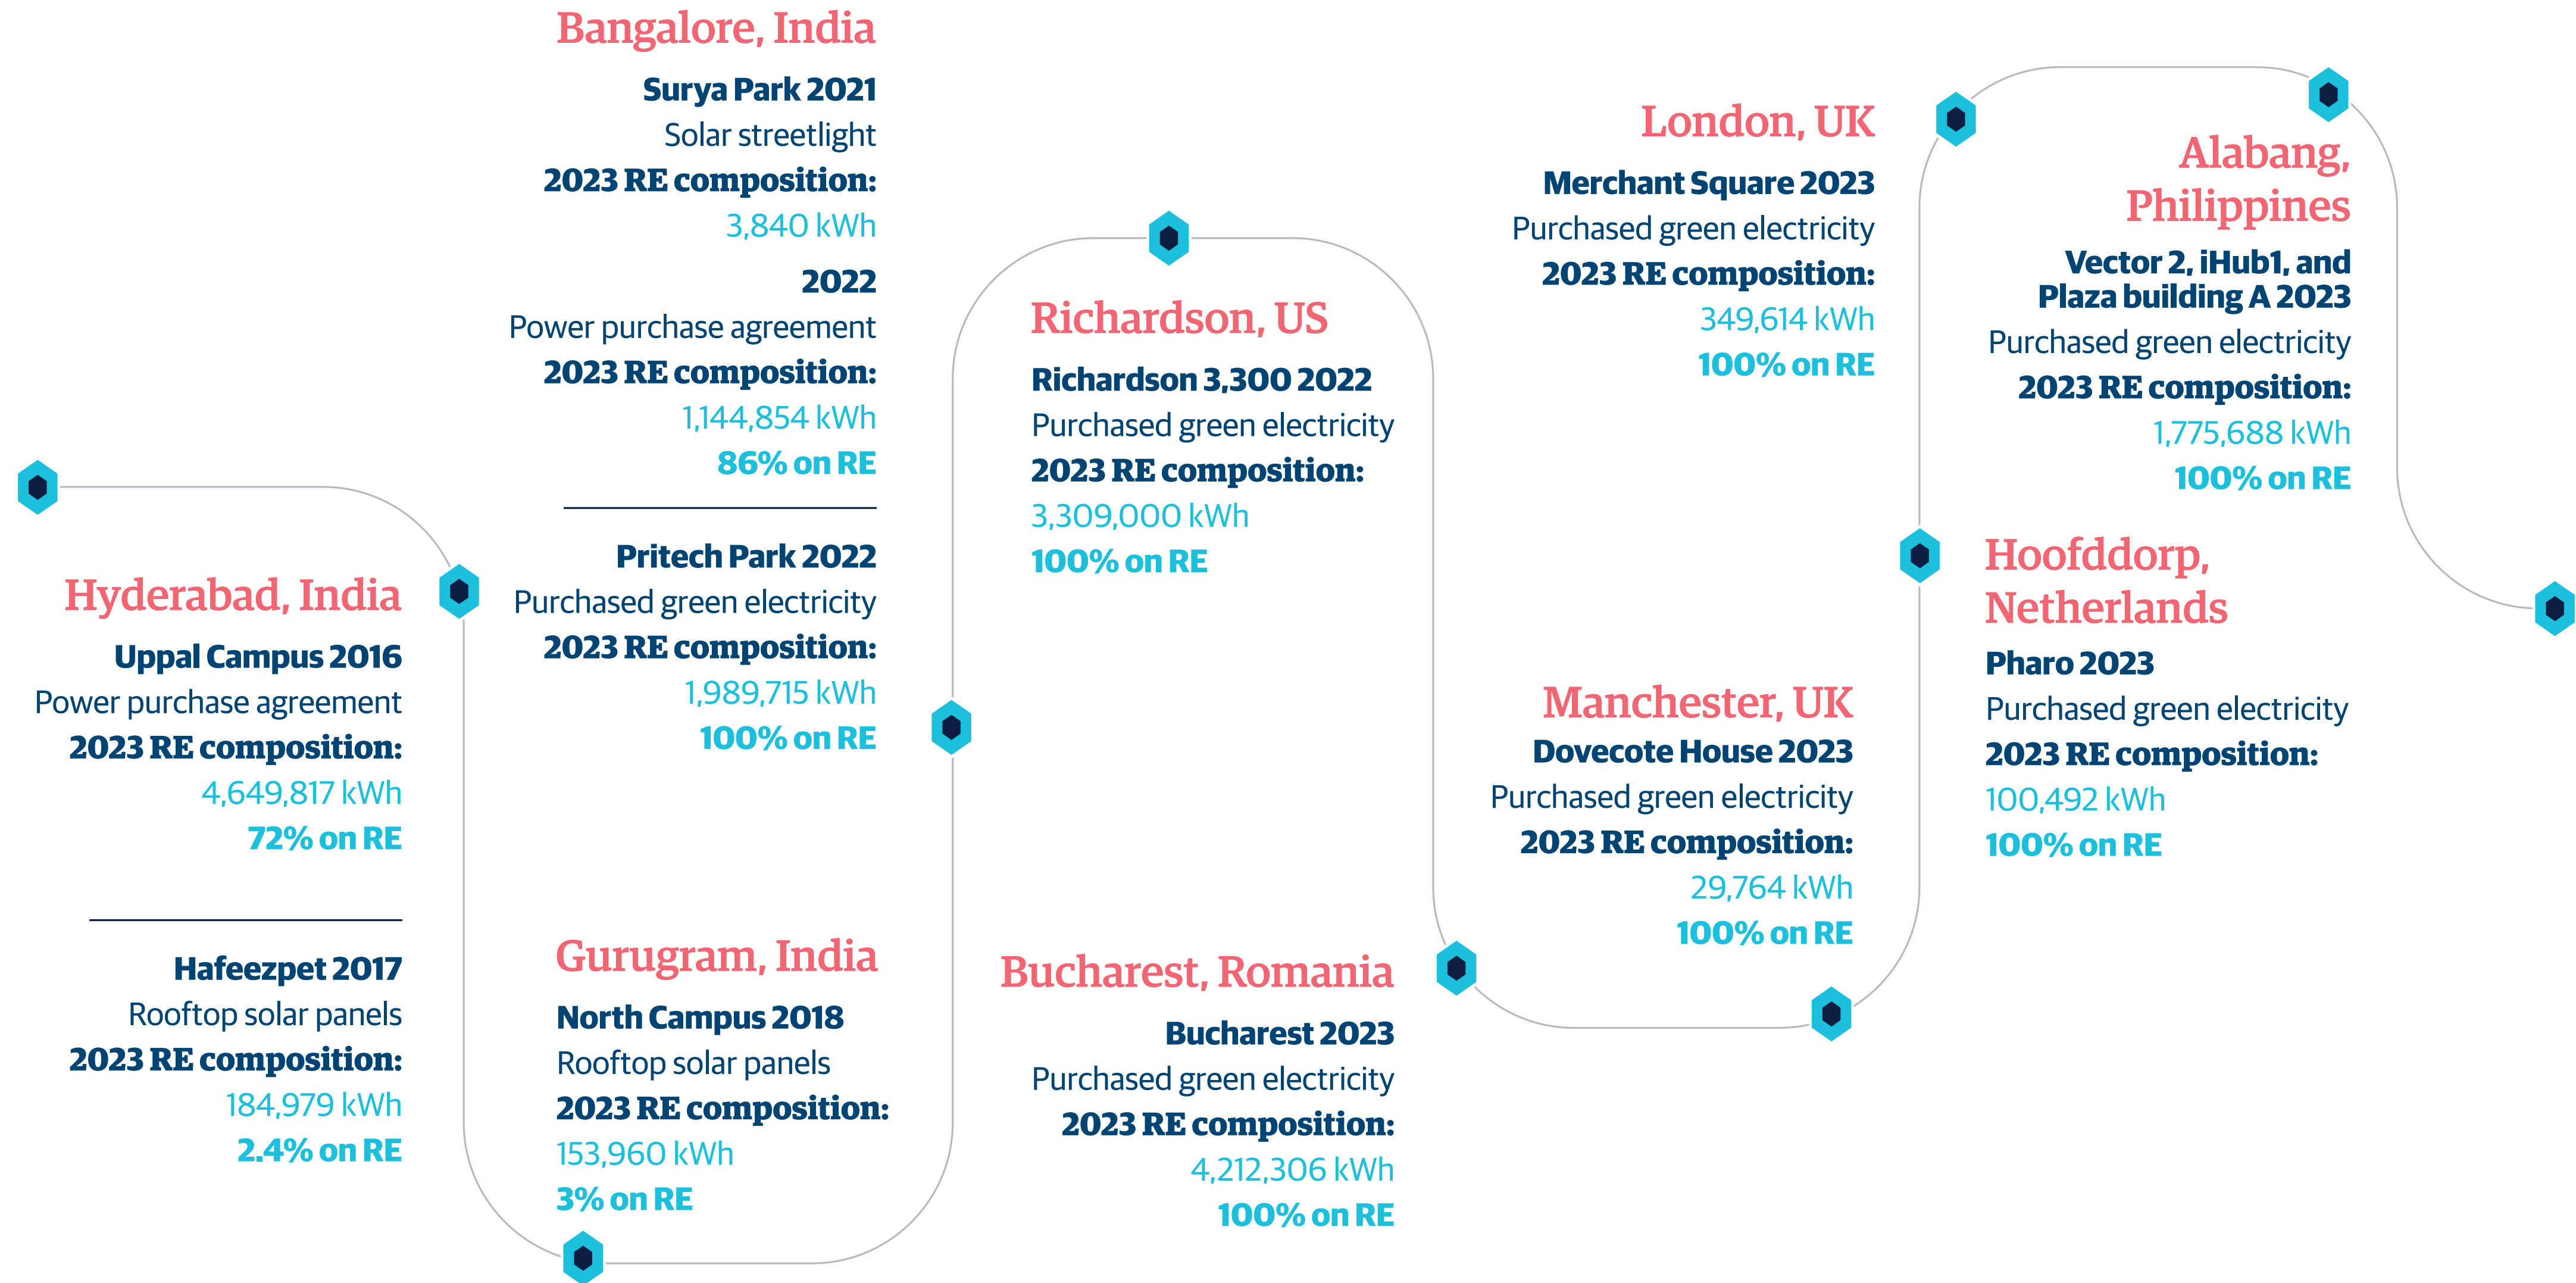 Hyderabad, India
Uppal Campus 2016
Power purchase agreement
2023 RE composition:
4,649,817 kWh
72% on RE
Hafeezpet 2017
Rooftop solar panels
2023 RE composition:
184,979 kWh
2.4% on RE
Bangalore, India
Surya Park 2021
Solar streetlight
2023 RE composition:
3,840 kWh
2022
Power purchase agreement
2023 RE composition:
1,144,854 kWh
86% on RE
Pritech Park 2022
Purchased green electricity
2023 RE composition:
1,989,715 kWh
100% on RE
Gurugram, India
North Campus 2018
Rooftop solar panels
2023 RE composition:
153,960 kWh
3% on RE
Richardson, US
Richardson 3,300 2022
Purchased green electricity
2023 RE composition:
3,309,000 kWh
100% on RE
Bucharest, Romania
Bucharest 2023
Purchased green electricity
2023 RE composition:
4,212,306 kWh
100% on RE
London, UK
Merchant Square 2023
Purchased green electricity
2023 RE composition:
349,614 kWh
100% on RE
Manchester, UK
Dovecote House 2023
Purchased green electricity
2023 RE composition:
29,764 kWh
100% on RE
Alabang,
Philippines
Vector 2, iHub1, and
Plaza building A 2023
Purchased green electricity
2023 RE composition:
1,775,688 kWh
100% on RE
Hoofddorp,
Netherlands
Pharo 2023
Purchased green electricity
2023 RE composition:
100,492 kWh
100% on RE